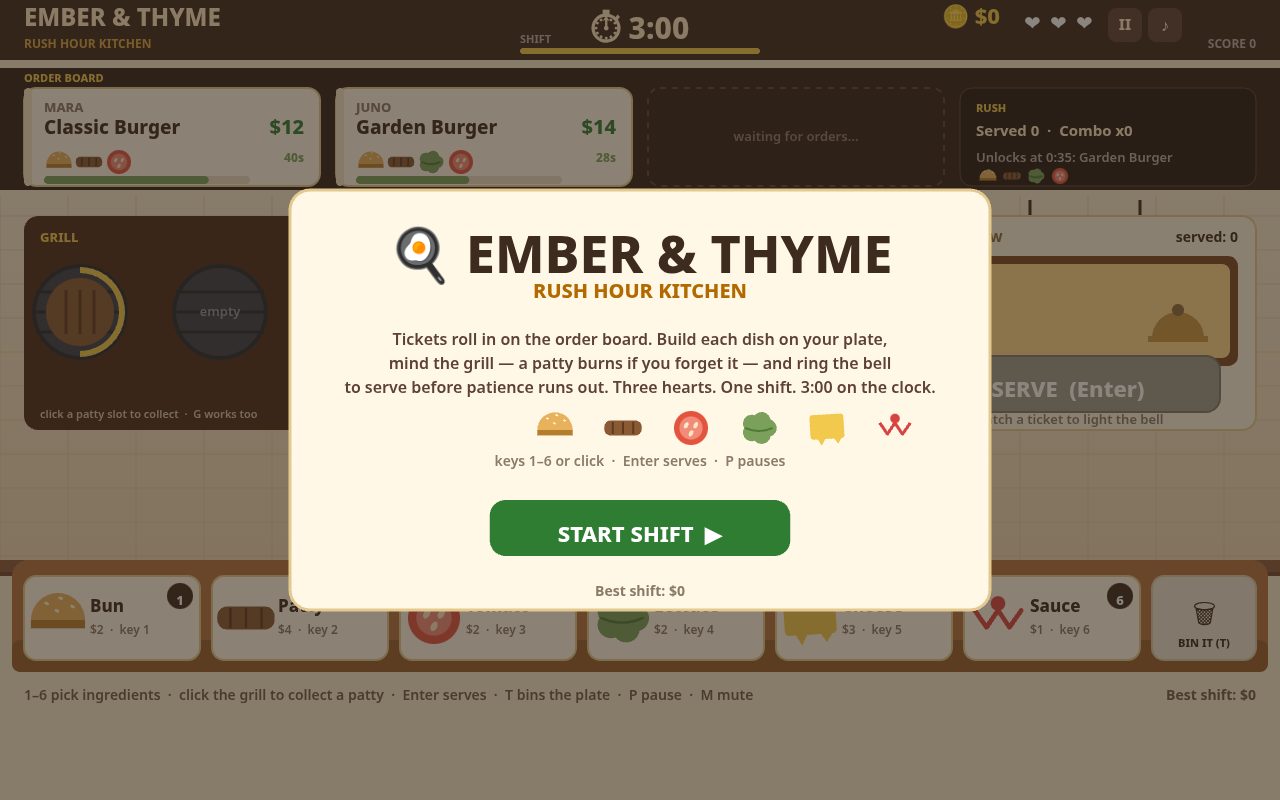 EMBER & THYME
RUSH HOUR KITCHEN
SHIFT
3:00
$0
II
♪
SCORE 0
ORDER BOARD
MARA
Classic Burger
$12
40s
JUNO
Garden Burger
$14
28s
waiting for orders...
RUSH
Served 0 · Combo x0
Unlocks at 0:35: Garden Burger
GRILL
empty
click a patty slot to collect · G works too
W
served: 0
SERVE (Enter)
tch a ticket to light the bell
EMBER & THYME
RUSH HOUR KITCHEN
Tickets roll in on the order board. Build each dish on your plate,
mind the grill — a patty burns if you forget it — and ring the bell
to serve before patience runs out. Three hearts. One shift. 3:00 on the clock.
keys 1–6 or click · Enter serves · P pauses
START SHIFT ▶
Best shift: $0
Bun
1
$2 · key 1
$4 · key 2
$2 · key 3
$2 · key 4
$3 · key 5
Sauce
6
$1 · key 6
BIN IT (T)
1–6 pick ingredients · click the grill to collect a patty · Enter serves · T bins the plate · P pause · M mute
Best shift: $0